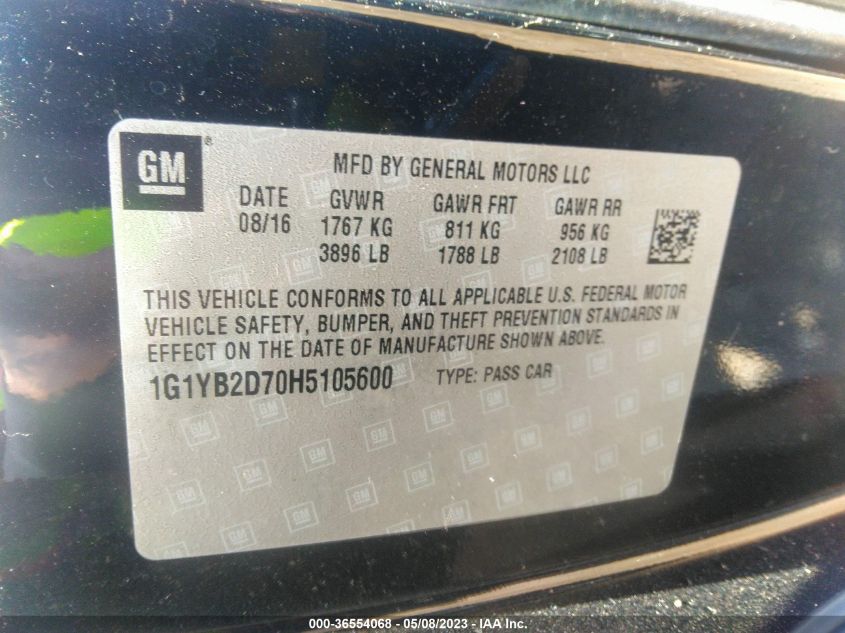 GM ®
MFD BY GENERAL MOTORS LLC
DATE GVWR GAWR FRT GAWR RR
08/16 1767 KG 811 KG 956 KG
3896 LB 1788 LB 2108 LB
THIS VEHICLE CONFORMS TO ALL APPLICABLE U.S. FEDERAL MOTOR
VEHICLE SAFETY, BUMPER, AND THEFT PREVENTION STANDARDS IN
EFFECT ON THE DATE OF MANUFACTURE SHOWN ABOVE.
1G1YB2D70H5105600 TYPE: PASS CAR
000-36554068 - 05/08/2023 - IAA Inc.